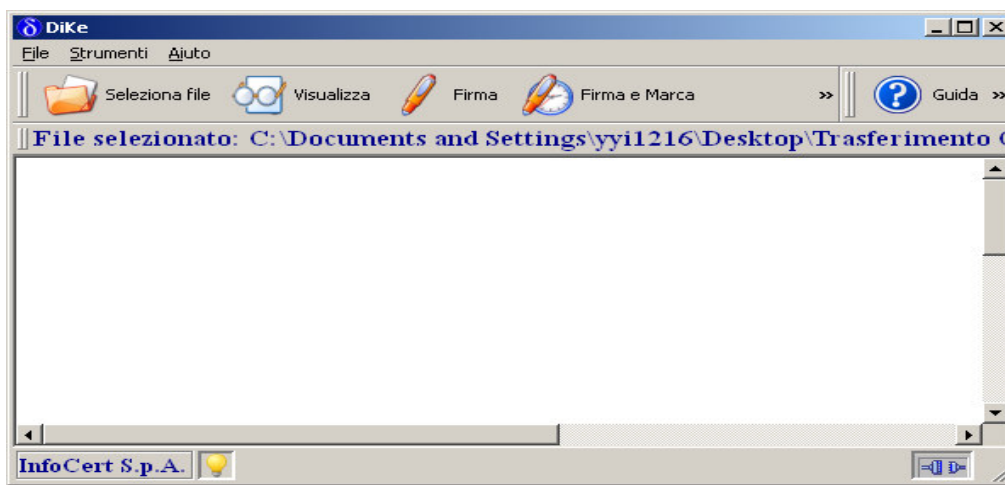 δ DiKe
File Strumenti Aiuto
Seleziona file Visualizza Firma Firma e Marca » Guida »
File selezionato: C:\Documents and Settings\yyi1216\Desktop\Trasferimento
InfoCert S.p.A.